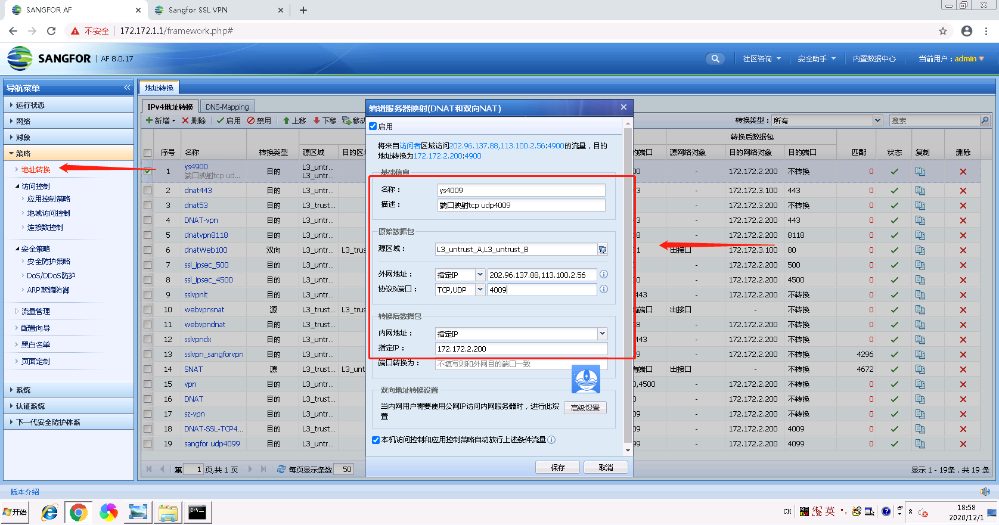 SANGFOR AF
Sangfor SSL VPN
不安全
172.172.1.1/framework.php#
SANGFOR
AF 8.0.17
社区咨询
安全助手
内置数据中心
当前用户：admin
导航菜单
运行状态
网络
对象
策略
地址转换
访问控制
应用控制策略
地域访问控制
连接数控制
安全策略
安全防护策略
DoS/DDoS防护
ARP欺骗防御
流量管理
配置向导
黑白名单
页面定制
系统
认证系统
下一代安全防护体系
地址转换
IPv4地址转换 DNS-Mapping
新增 删除 启用 禁用 上移 下移 移动
转换类型：所有 搜索
转换后数据包
序号 名称 转换类型 源区域 目的区 的端口 源网络对象 目的网络对象 目的端口 匹配 状态 复制 删除
1 ys4900 端口映射tcp ud... 目的 L3_untr... L3_untr... 00 - 172.172.2.200 不转换 0
2 dnat443 目的 L3_untr... 3 - 172.172.3.100 443 0
3 dnat53 目的 L3_trust... - 172.172.3.200 不转换 0
4 DNAT-vpn 目的 L3_untr... 3 - 172.172.2.200 443 0
5 dnatvpn8118 目的 L3_untr... 8 - 172.172.2.200 8118 0
6 dnatWeb100 双向 L3_untr... L3_trus 1 出接口 172.172.3.100 80 0
7 ssl_ipsec_500 目的 L3_untr... - 172.172.2.200 500 0
8 ssl_ipsec_4500 目的 L3_untr... 00 - 172.172.2.200 4500 0
9 sslvpnlt 目的 L3_untr... 443 - 172.172.2.200 不转换 0
10 webvpnsnat 源 L3_trust... L3_trus 有端口 出接口 - 不转换 0
11 webvpndnat 目的 L3_untr... 08 - 172.172.2.200 不转换 0
12 sslvpndx 目的 L3_untr... 443 - 172.172.2.200 不转换 0
13 sslvpn_sangforvpn 目的 L3_untr... 09 - 172.172.2.200 不转换 4296
14 SNAT 源 L3_trust... L3_unt 有端口 出接口 - 不转换 4672
15 vpn 目的 L3_untr... 0,4500 - 172.172.2.200 不转换 0
16 DNAT 目的 L3_trust... 0 - 172.172.2.200 不转换 0
17 sz-vpn 目的 L3_untr... 09 - 172.172.2.200 不转换 0
18 DNAT-SSL-TCP4... 目的 L3_trust... 09 - 172.172.2.200 4009 0
19 sangfor udp4099 目的 L3_untr... 99 - 172.172.2.200 4099 0
第 1 页,共 1 页 每页显示条数 50
显示 1 - 19条，共 19 条
编辑服务器映射(DNAT和双向NAT)
启用
将来自访问者区域访问202.96.137.88,113.100.2.56:4900的流量，目的
地址转换为172.172.2.200:4900
基础信息
名称： ys4009
描述： 端口映射tcp udp4009
原始数据包
源区域： L3_untrust_A,L3_untrust_B
外网地址： 指定IP 202.96.137.88,113.100.2.56
协议&端口： TCP,UDP 4009
转换后数据包
内网地址： 指定IP
指定IP： 172.172.2.200
端口转换为： 不填写则和外网目的端口一致
双向地址转换设置
当内网用户需要使用公网IP访问内网服务器时，进行此设
置
高级设置
本机访问控制和应用控制策略自动放行上述条件流量
保存 取消
版本介绍
开始
CH
英
18:58
2020/12/1